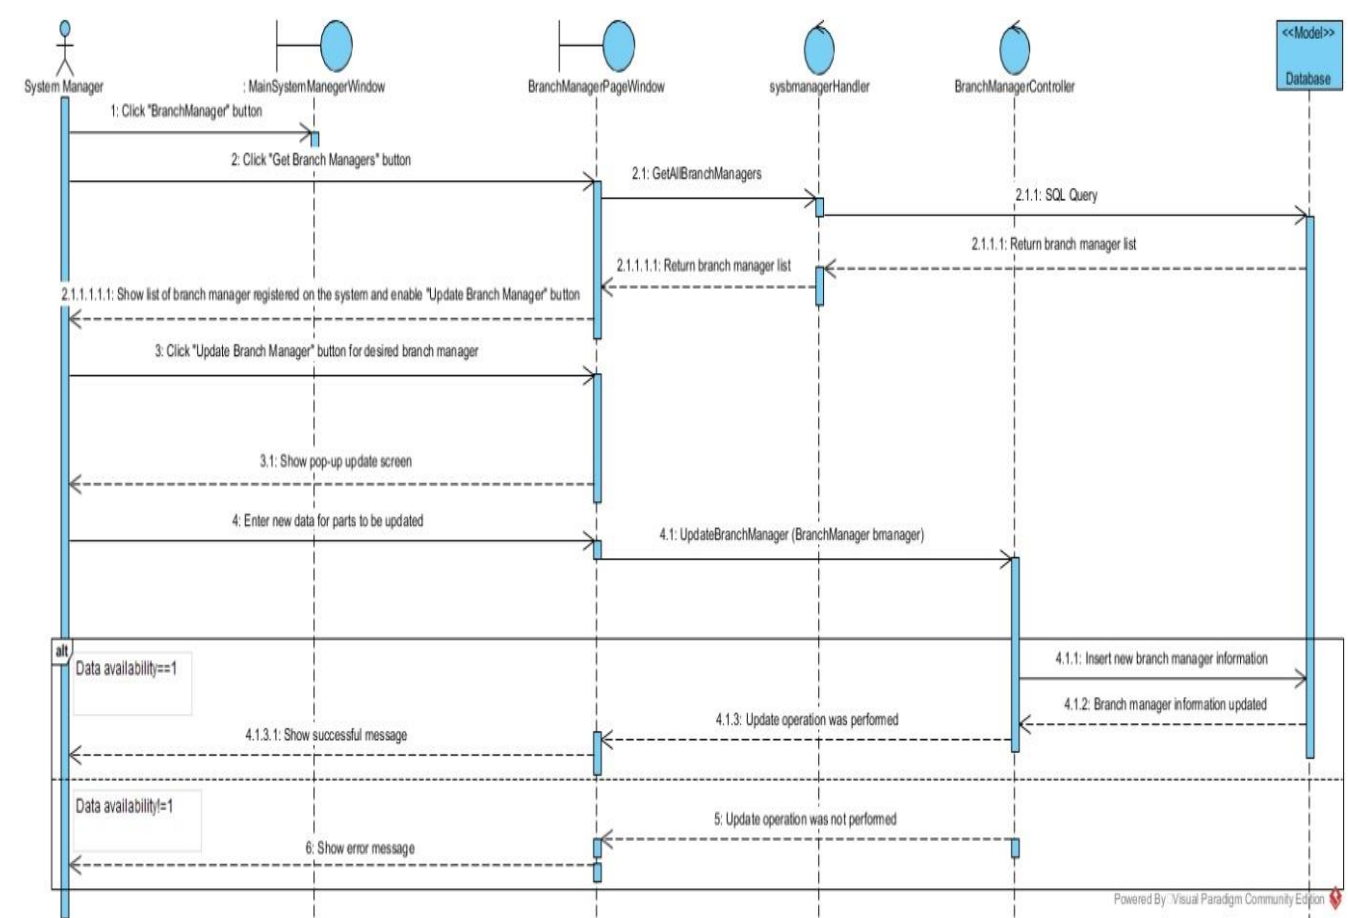 <<Model>>
System Manager
: MainSystemManegerWindow
BranchManagerPageWindow
sysbmanagerHandler
BranchManagerController
Database
1: Click "BranchManager" button
2: Click "Get Branch Managers" button
2.1: GetAllBranchManagers
2.1.1: SQL Query
2.1.1.1: Return branch manager list
2.1.1.1.1: Return branch manager list
2.1.1.1.1.1: Show list of branch manager registered on the system and enable "Update Branch Manager" button
3: Click "Update Branch Manager" button for desired branch manager
3.1: Show pop-up update screen
4: Enter new data for parts to be updated
4.1: UpdateBranchManager (BranchManager bmanager)
alt
Data availability==1
4.1.1: Insert new branch manager information
4.1.2: Branch manager information updated
4.1.3: Update operation was performed
4.1.3.1: Show successful message
Data availability!=1
5: Update operation was not performed
6: Show error message
Powered By Visual Paradigm Community Edition